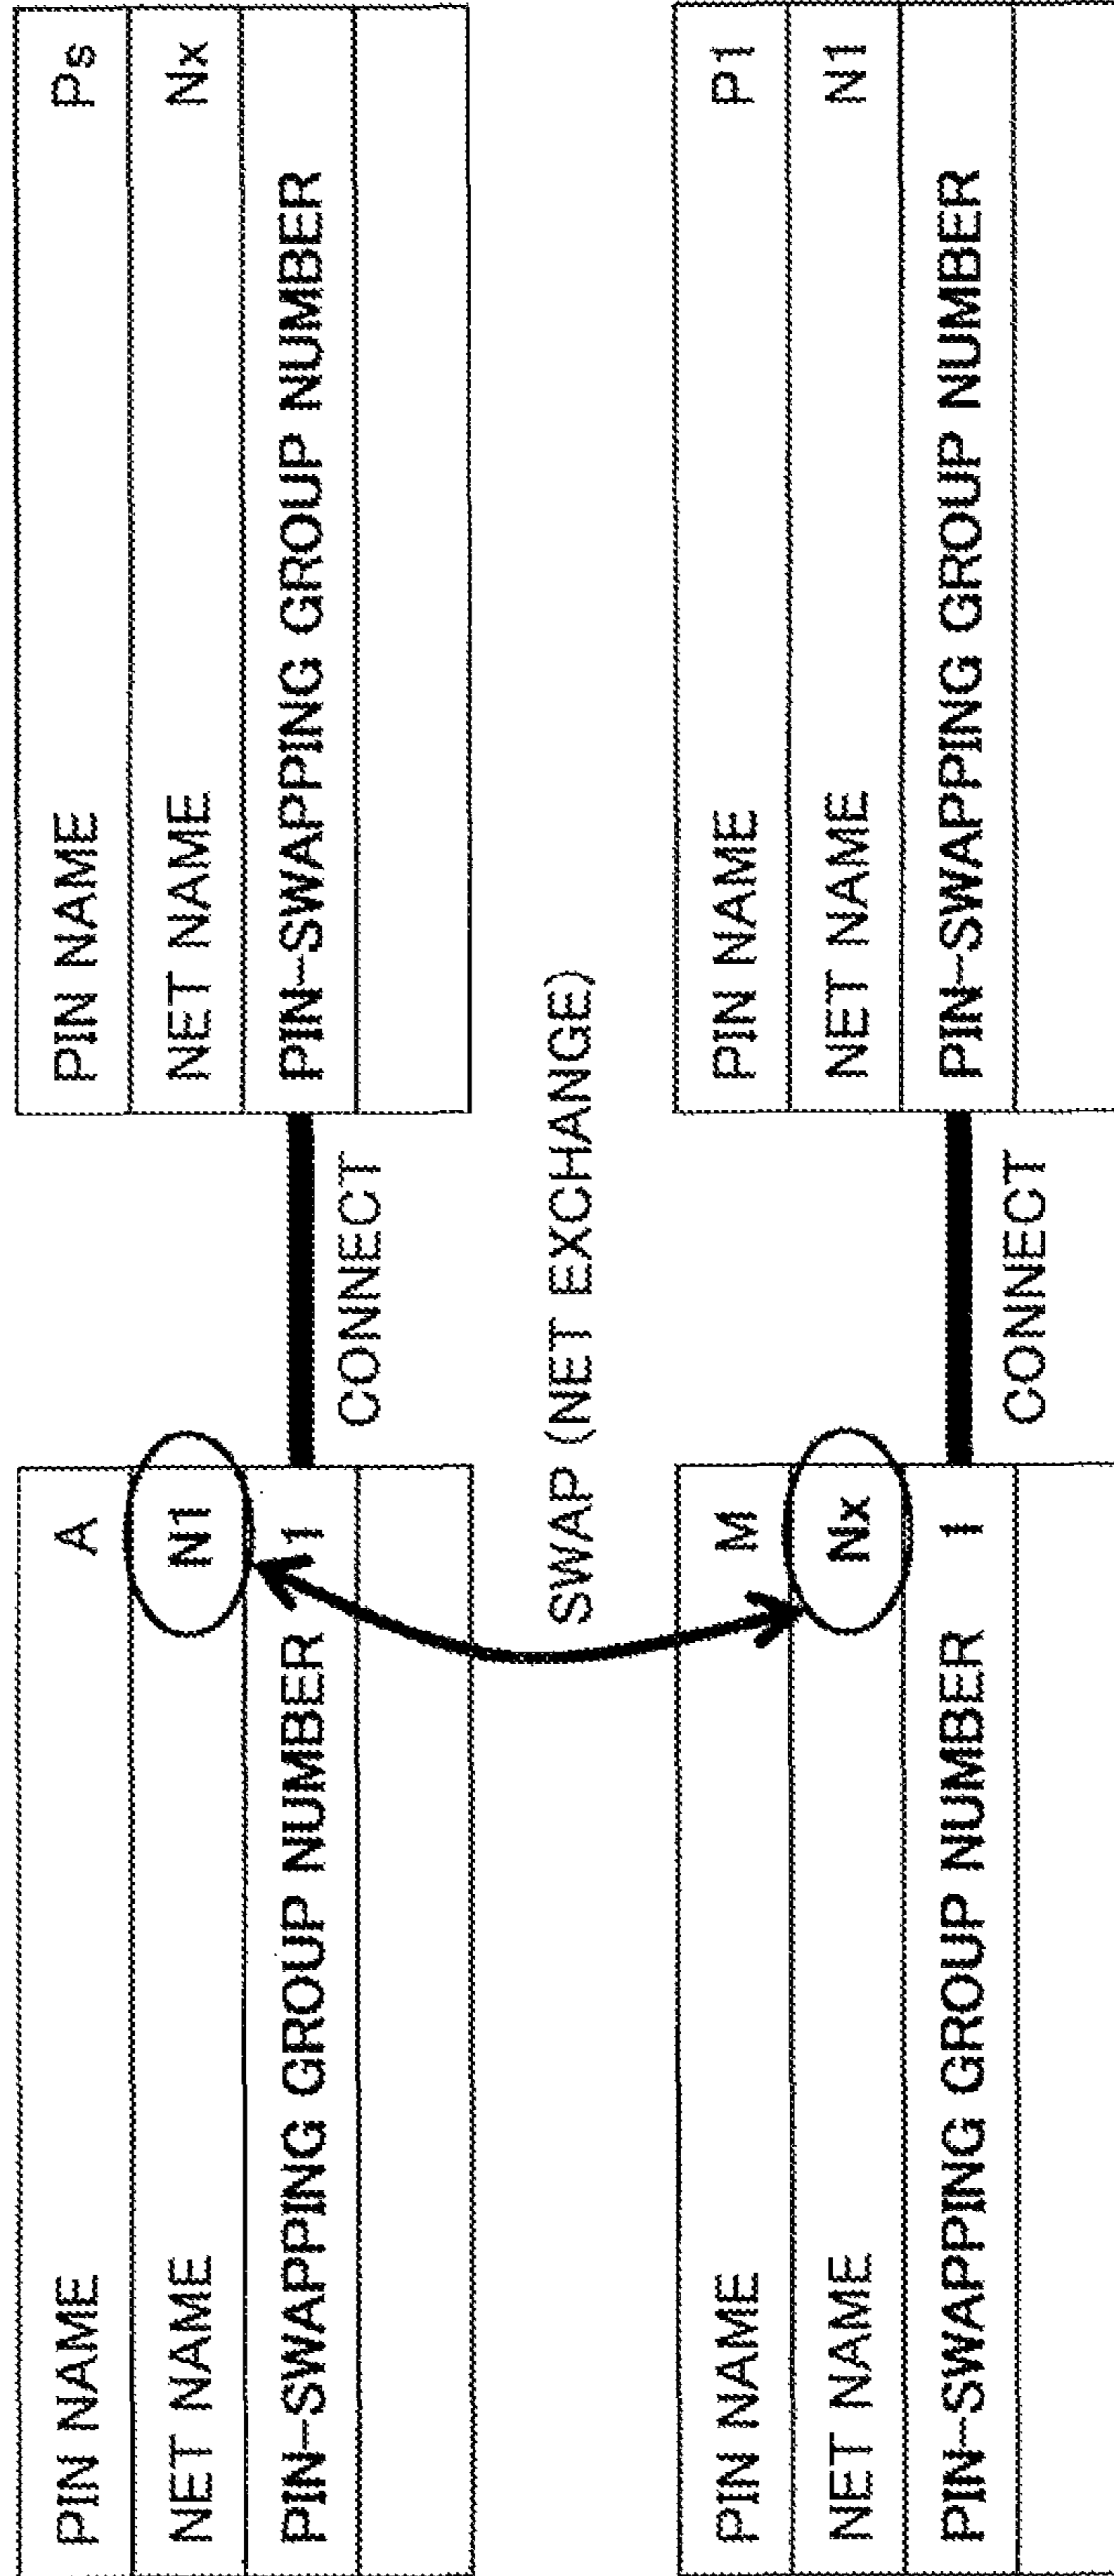 PIN NAME A
NET NAME N1
PIN-SWAPPING GROUP NUMBER 1
CONNECT
PIN NAME Ps
NET NAME Nx
PIN-SWAPPING GROUP NUMBER
SWAP (NET EXCHANGE)
PIN NAME M
NET NAME Nx
PIN-SWAPPING GROUP NUMBER 1
CONNECT
PIN NAME P1
NET NAME N1
PIN-SWAPPING GROUP NUMBER